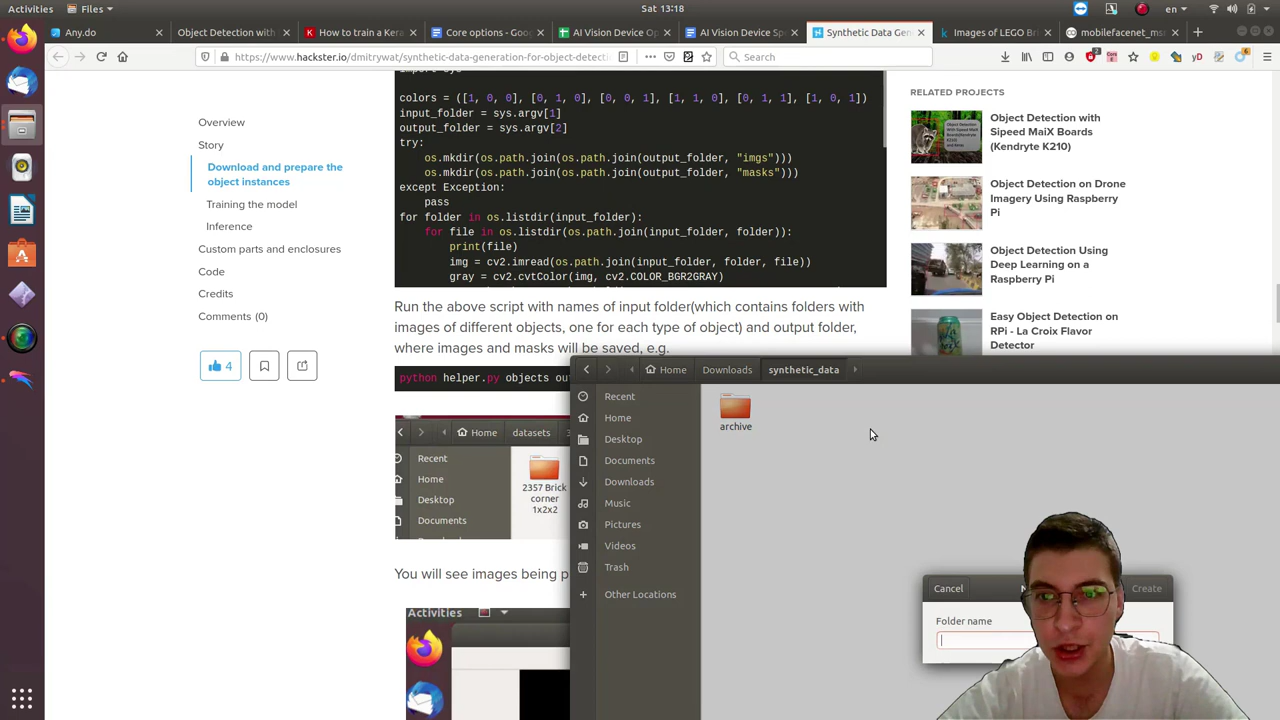 Activities
Files
Sat 13:18
en
Any.do
Object Detection with
How to train a Kera
Core options - Goog
AI Vision Device Op
AI Vision Device Sp
Synthetic Data Gen
Images of LEGO Br
mobilefacenet_ms
https://www.hackster.io/dmitrywat/synthetic-data-generation-for-object-detecti
Search
Overview
Story
Download and prepare the
object instances
Training the model
Inference
Custom parts and enclosures
Code
Credits
Comments (0)
4
import sys
colors = ([1, 0, 0], [0, 1, 0], [0, 0, 1], [1, 1, 0], [0, 1, 1], [1, 0, 1])
input_folder = sys.argv[1]
output_folder = sys.argv[2]
try:
os.mkdir(os.path.join(os.path.join(output_folder, "imgs")))
os.mkdir(os.path.join(os.path.join(output_folder, "masks")))
except Exception:
pass
for folder in os.listdir(input_folder):
for file in os.listdir(os.path.join(input_folder, folder)):
print(file)
img = cv2.imread(os.path.join(input_folder, folder, file))
gray = cv2.cvtColor(img, cv2.COLOR_BGR2GRAY)
Run the above script with names of input folder(which contains folders with
images of different objects, one for each type of object) and output folder,
where images and masks will be saved, e.g.
python helper.py objects out
Home
datasets
Recent
Home
Desktop
Documents
2357 Brick
corner
1x2x2
You will see images being p
Activities
RELATED PROJECTS
Object Detection with
Sipeed MaiX Boards
(Kendryte K210)
Object Detection on Drone
Imagery Using Raspberry
Pi
Object Detection Using
Deep Learning on a
Raspberry Pi
Easy Object Detection on
RPi - La Croix Flavor
Detector
Home
Downloads
synthetic_data
Recent
Home
Desktop
Documents
Downloads
Music
Pictures
Videos
Trash
Other Locations
archive
Cancel
Create
Folder name